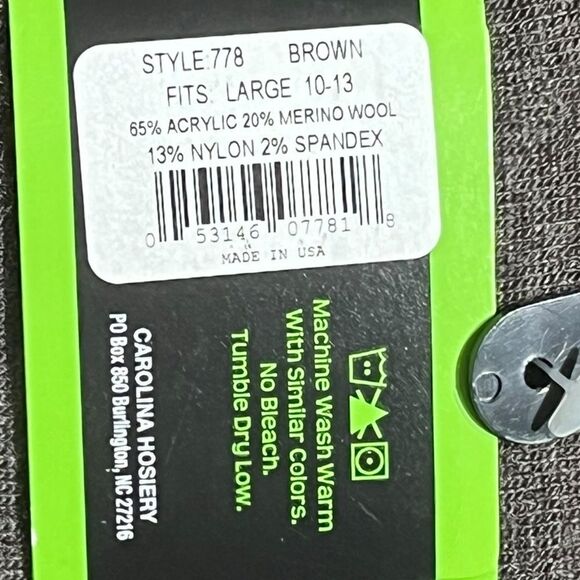 STYLE:778 BROWN
FITS: LARGE 10-13
65% ACRYLIC 20% MERINO WOOL
13% NYLON 2% SPANDEX
0 53146 07781 8
MADE IN USA
Machine Wash Warm
With Similar Colors.
No Bleach.
Tumble Dry Low.
CAROLINA HOSIERY
PO Box 850 Burlington, NC 27216